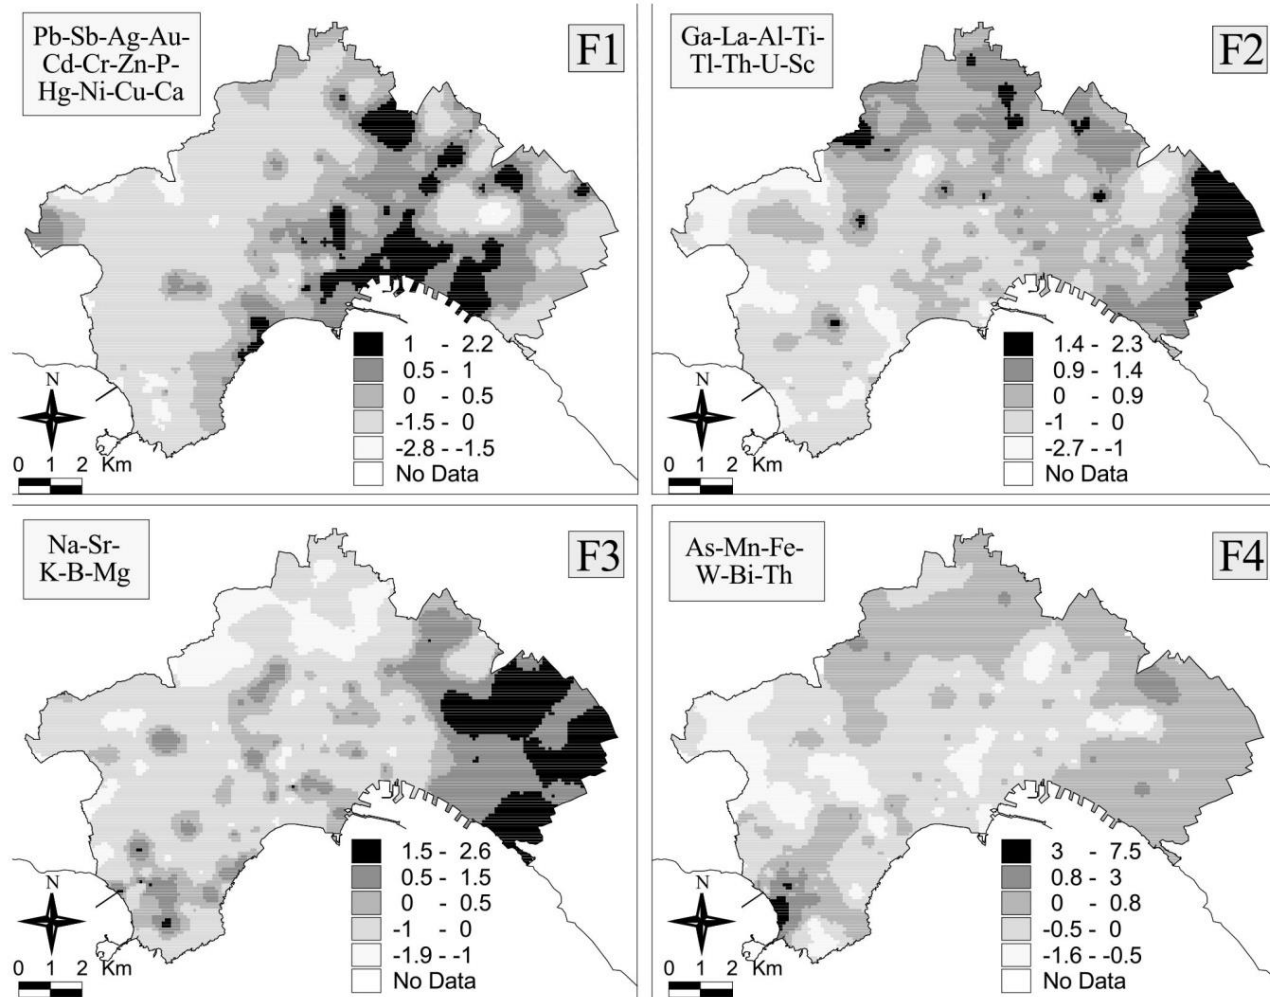 Pb-Sb-Ag-Au-
Cd-Cr-Zn-P-
Hg-Ni-Cu-Ca
F1
1 - 2.2
0.5 - 1
0 - 0.5
-1.5 - 0
-2.8 - -1.5
No Data
N
0 1 2 Km
Ga-La-Al-Ti-
Tl-Th-U-Sc
F2
1.4 - 2.3
0.9 - 1.4
0 - 0.9
-1 - 0
-2.7 - -1
No Data
N
0 1 2 Km
Na-Sr-
K-B-Mg
F3
1.5 - 2.6
0.5 - 1.5
0 - 0.5
-1 - 0
-1.9 - -1
No Data
N
0 1 2 Km
As-Mn-Fe-
W-Bi-Th
F4
3 - 7.5
0.8 - 3
0 - 0.8
-0.5 - 0
-1.6 - -0.5
No Data
N
0 1 2 Km